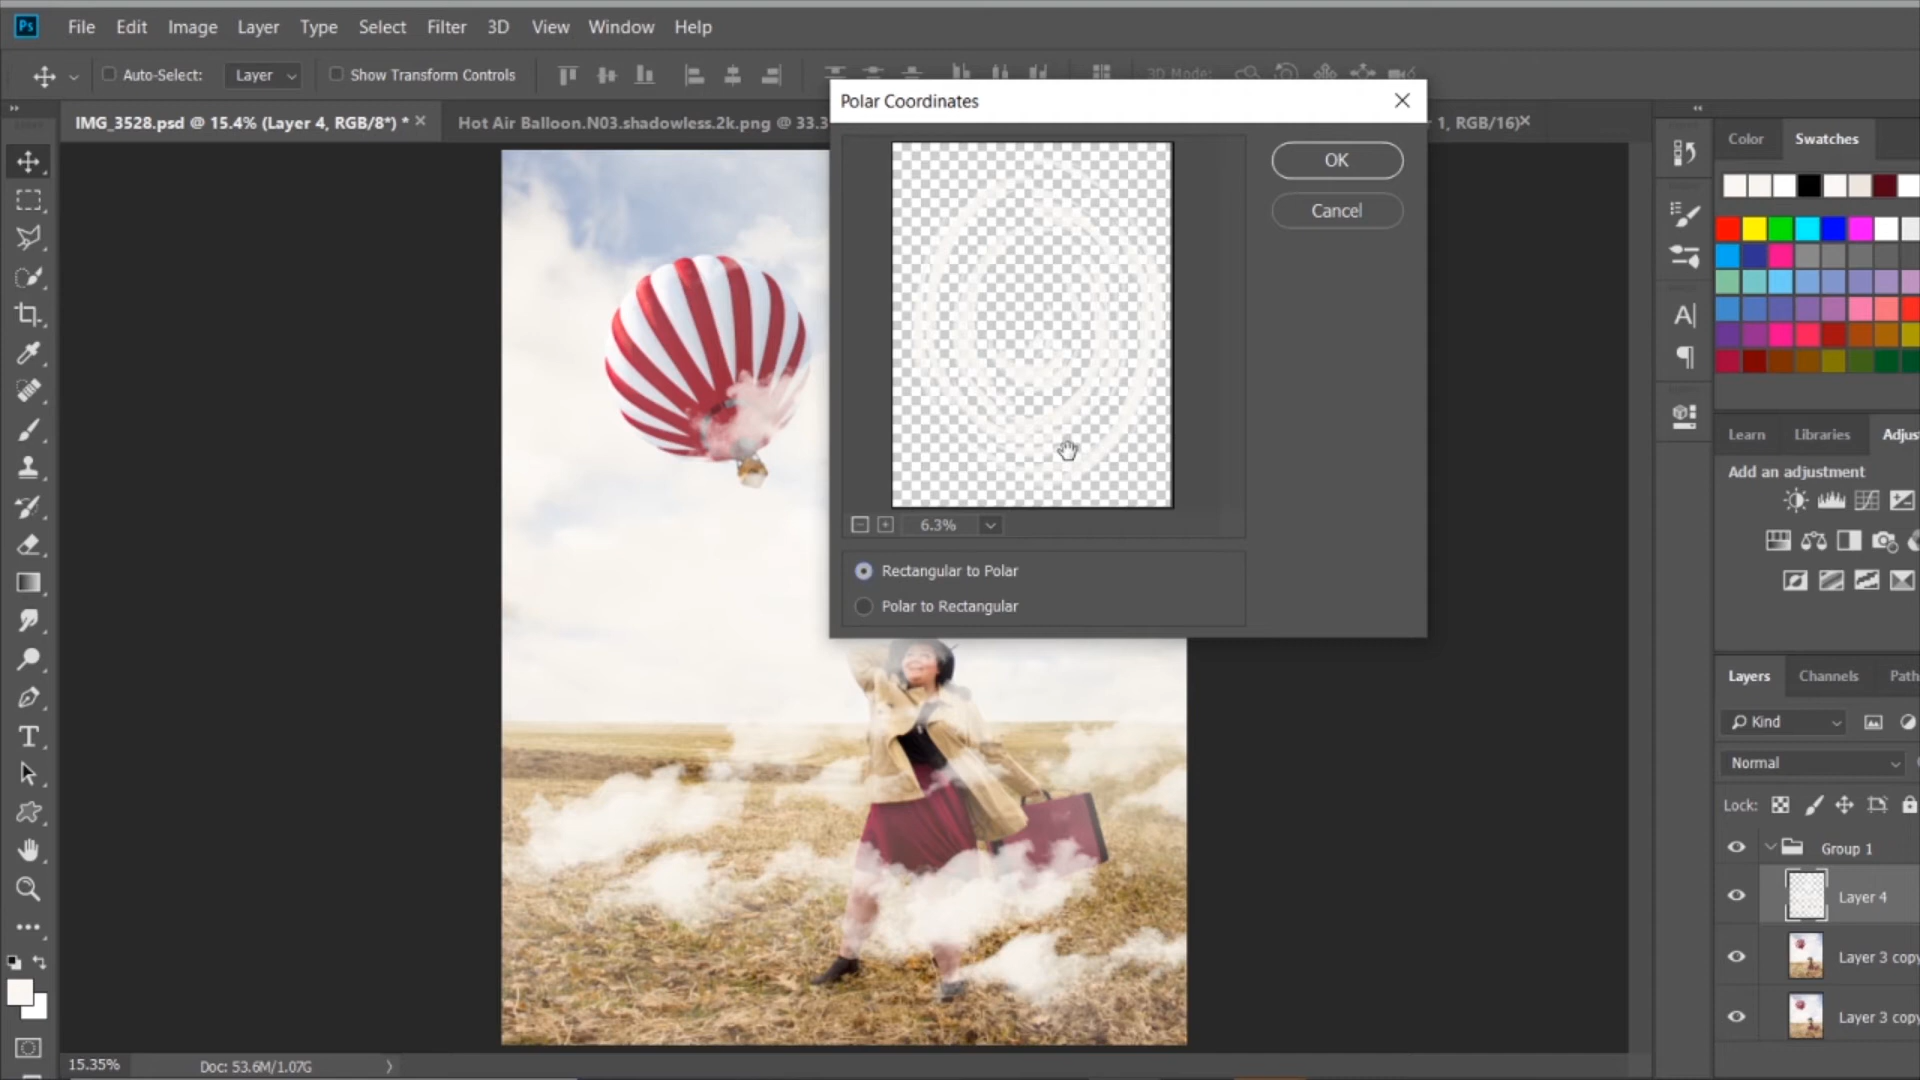 Ps File Edit Image Layer Type Select Filter 3D View Window Help
Auto-Select: Layer Show Transform Controls 3D Mode:
IMG_3528.psd @ 15.4% (Layer 4, RGB/8*) * Hot Air Balloon.N03.shadowless.2k.png @ 33.3 1, RGB/16)
Polar Coordinates
OK
Cancel
6.3%
Rectangular to Polar
Polar to Rectangular
Color Swatches
Learn Libraries Adjus
Add an adjustment
Layers Channels Path
Kind
Normal
Lock:
Group 1
Layer 4
Layer 3 copy
Layer 3 copy
15.35% Doc: 53.6M/1.07G